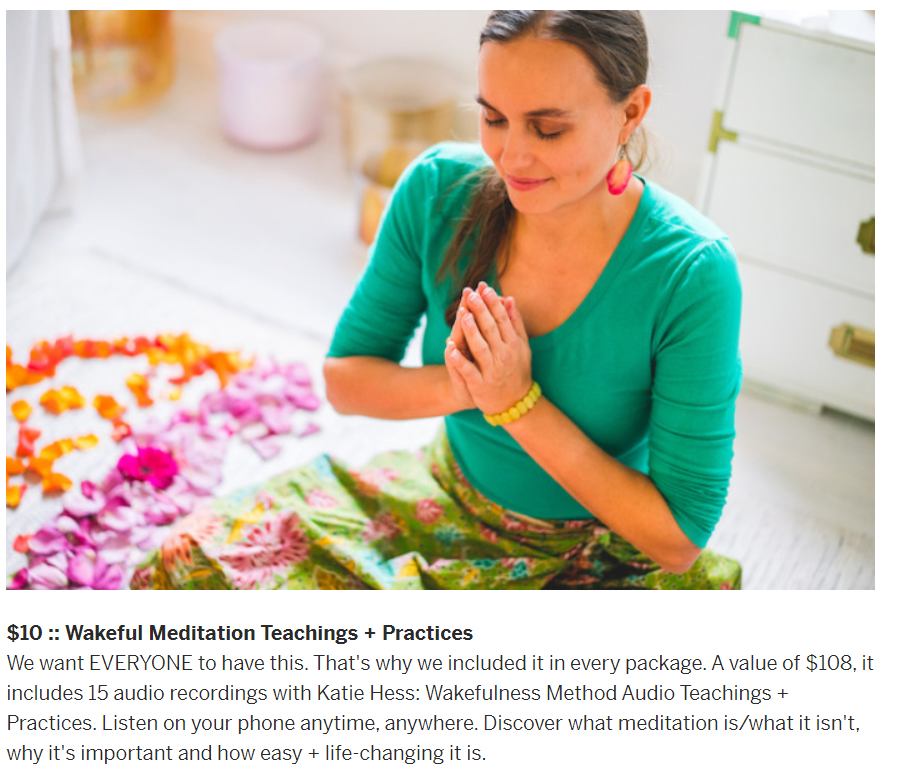 $10 :: Wakeful Meditation Teachings + Practices
We want EVERYONE to have this. That's why we included it in every package. A value of $108, it
includes 15 audio recordings with Katie Hess: Wakefulness Method Audio Teachings +
Practices. Listen on your phone anytime, anywhere. Discover what meditation is/what it isn't,
why it's important and how easy + life-changing it is.